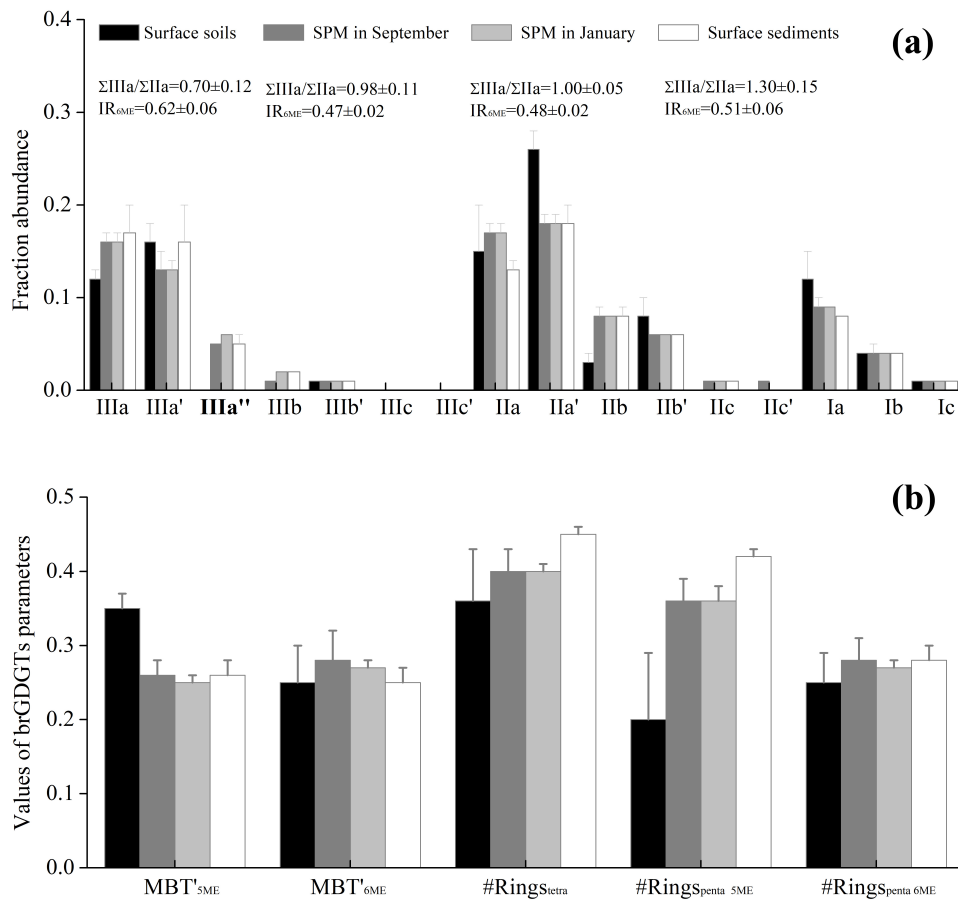 Surface soils SPM in September SPM in January Surface sediments
(a)
ΣIIIa/ΣIIa=0.70±0.12 ΣIIIa/ΣIIa=0.98±0.11 ΣIIIa/ΣIIa=1.00±0.05 ΣIIIa/ΣIIa=1.30±0.15
IR6ME=0.62±0.06 IR6ME=0.47±0.02 IR6ME=0.48±0.02 IR6ME=0.51±0.06
Fraction abundance
0.4
0.3
0.2
0.1
0.0
IIIa IIIa' IIIa'' IIIb IIIb' IIIc IIIc' IIa IIa' IIb IIb' IIc IIc' Ia Ib Ic
(b)
Values of brGDGTs parameters
0.5
0.4
0.3
0.2
0.1
0.0
MBT'5ME MBT'6ME #Ringstetra #Ringspenta 5ME #Ringspenta 6ME